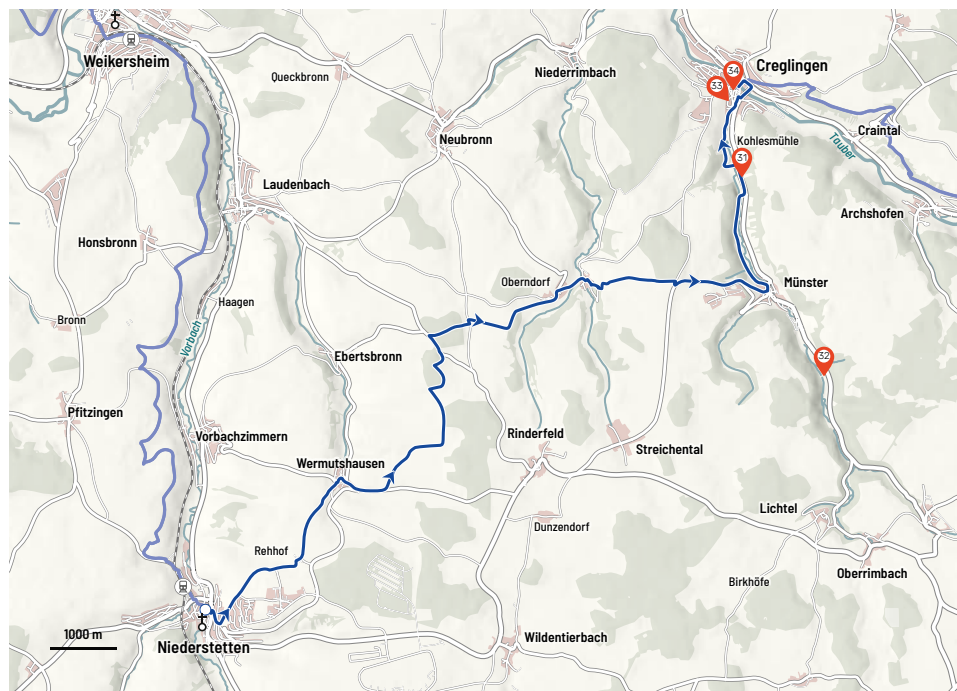 Weikersheim
Queckbronn
Niederrimbach
34
Creglingen
33
Neubronn
Craintal
Kohlesmühle
Tauber
31
Laudenbach
Archshofen
Honsbronn
Oberndorf
Münster
Haagen
Bronn
Vorbach
Ebertsbronn
32
Pfitzingen
Vorbachzimmern
Rinderfeld
Streichental
Wermutshausen
Lichtel
Dunzendorf
Rehhof
Oberrimbach
Birkhöfe
1000 m
Wildentierbach
Niederstetten